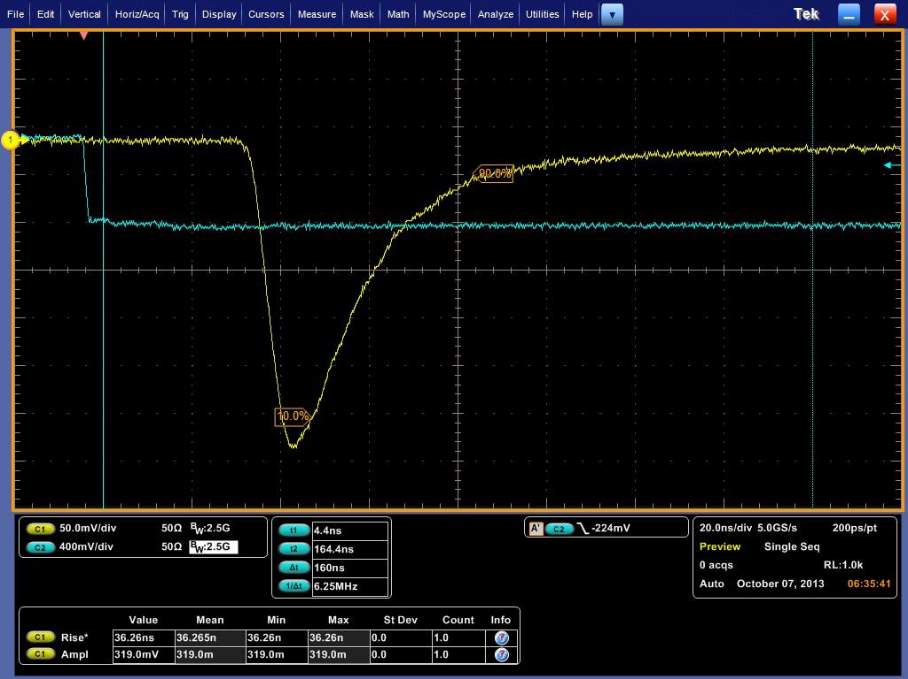 File Edit Vertical Horiz/Acq Trig Display Cursors Measure Mask Math MyScope Analyze Utilities Help Tek X
1
90.0%
10.0%
C1 50.0mV/div 50Ω BW:2.5G
C2 400mV/div 50Ω BW:2.5G
t1 4.4ns
t2 164.4ns
Δt 160ns
1/Δt 6.25MHz
A' C2 -224mV
20.0ns/div 5.0GS/s 200ps/pt
Preview Single Seq
0 acqs RL:1.0k
Auto October 07, 2013 06:35:41
Value Mean Min Max St Dev Count Info
C1 Rise* 36.26ns 36.265n 36.26n 36.26n 0.0 1.0
C1 Ampl 319.0mV 319.0m 319.0m 319.0m 0.0 1.0